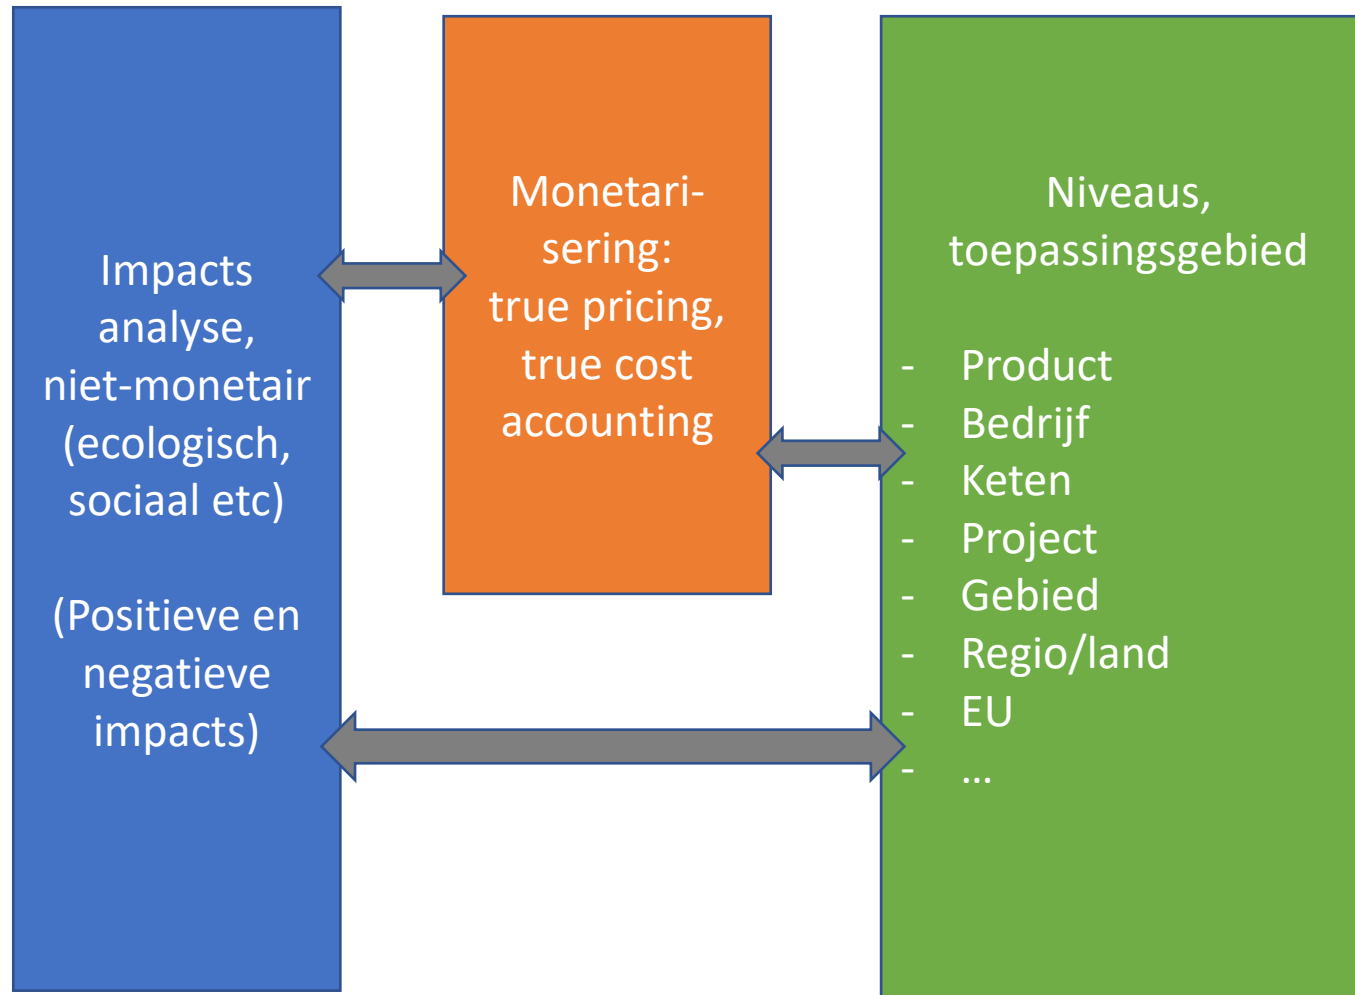 Impacts
analyse,
niet-monetair
(ecologisch,
sociaal etc)
(Positieve en
negatieve
impacts)
Monetari-
sering:
true pricing,
true cost
accounting
Niveaus,
toepassingsgebied
- Product
- Bedrijf
- Keten
- Project
- Gebied
- Regio/land
- EU
- ...